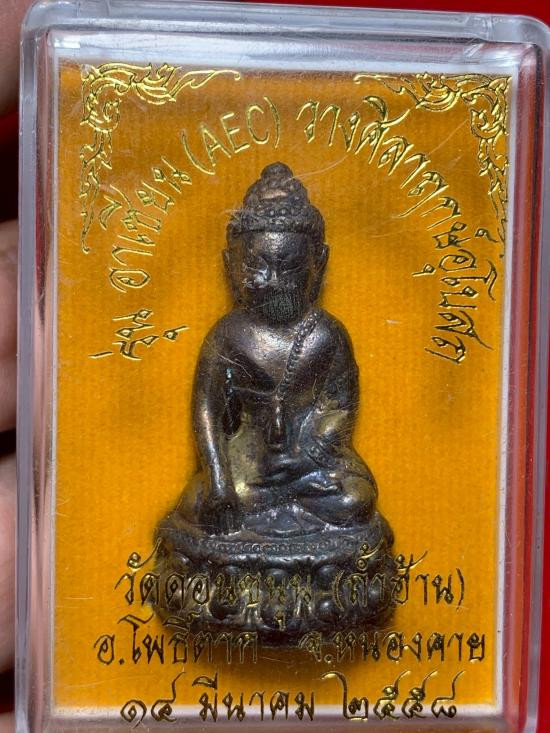 รุ่น อาเซียน (AEC) วางศิลาฤกษ์อุโบสถ
วัดดอนขนุน (ถ้ำฮ้าน)
อ.โพธิ์ตาก จ.หนองคาย
๑๔ มีนาคม ๒๕๕๘